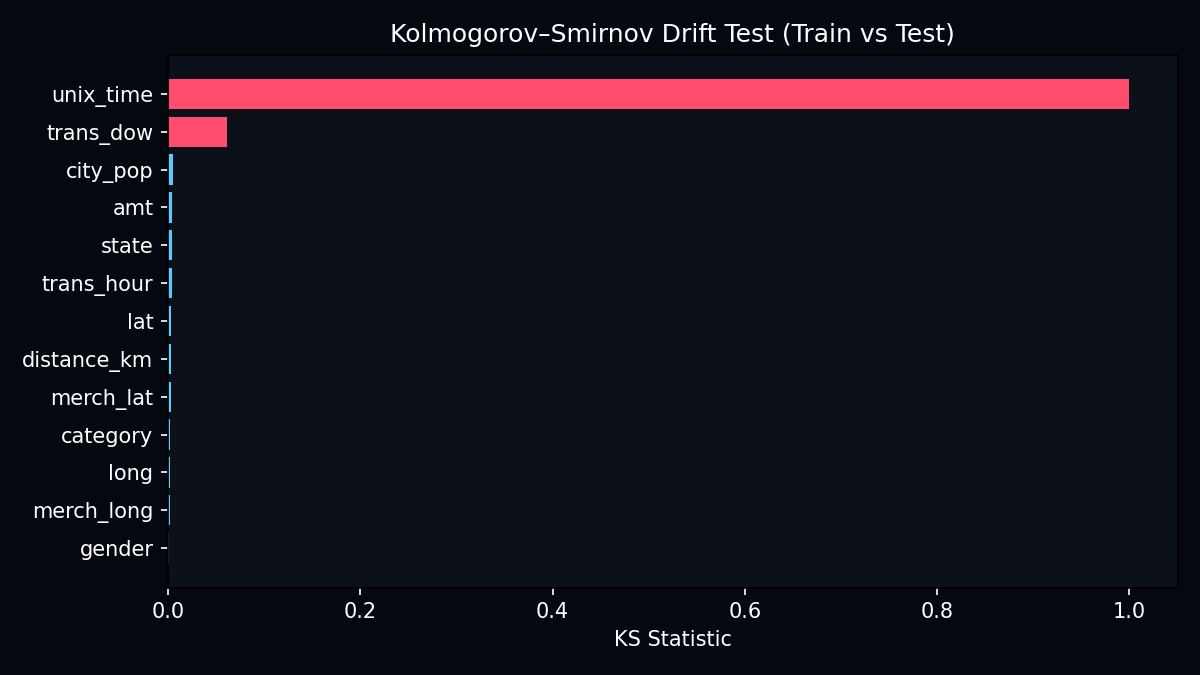 Kolmogorov–Smirnov Drift Test (Train vs Test)
unix_time
trans_dow
city_pop
amt
state
trans_hour
lat
distance_km
merch_lat
category
long
merch_long
gender
0.0 0.2 0.4 0.6 0.8 1.0
KS Statistic